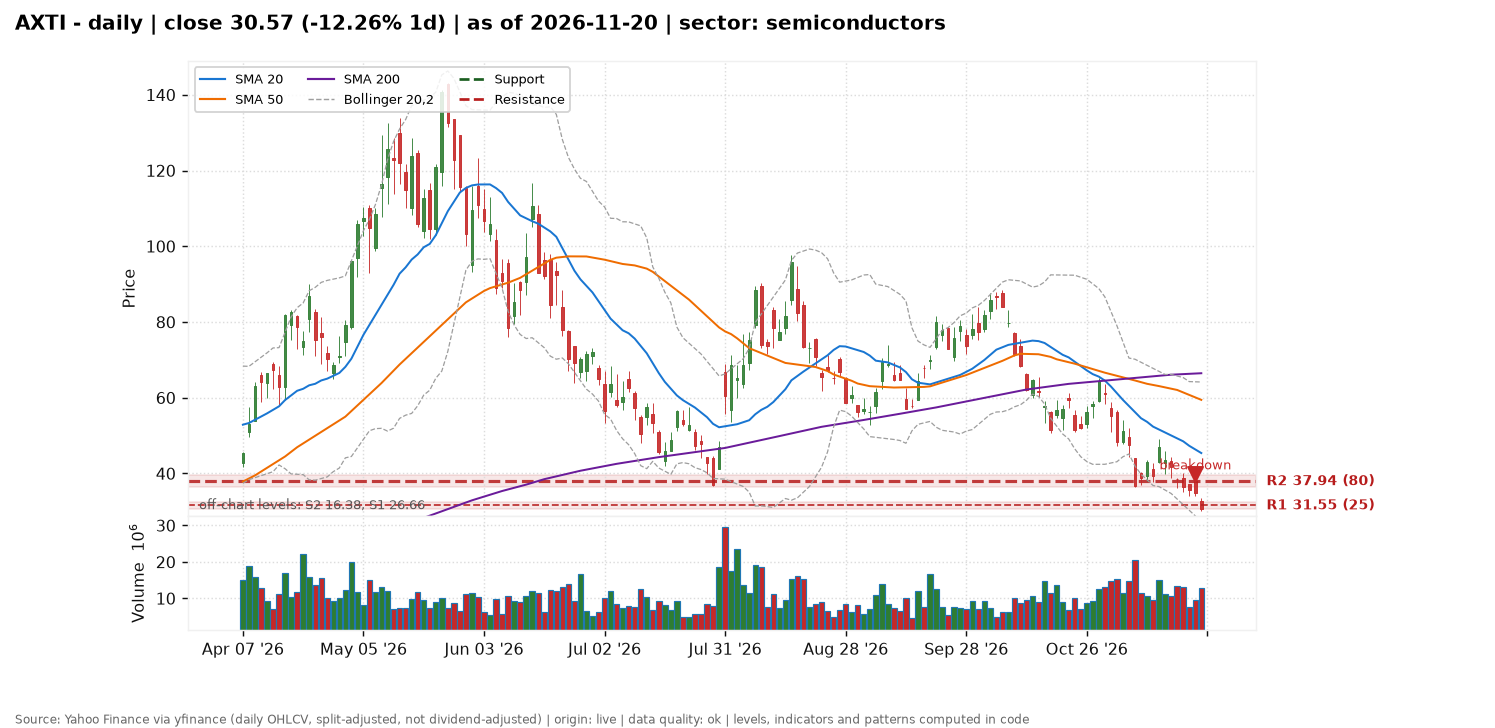 AXTI - daily | close 30.57 (-12.26% 1d) | as of 2026-11-20 | sector: semiconductors
SMA 20
SMA 50
SMA 200
Bollinger 20,2
Support
Resistance
Price
140
120
100
80
60
40
Breakdown
R2 37.94 (80)
R1 31.55 (25)
off-chart levels: S2 16.38, S1 26.66
Volume 10^6
30
20
10
Apr 07 '26
May 05 '26
Jun 03 '26
Jul 02 '26
Jul 31 '26
Aug 28 '26
Sep 28 '26
Oct 26 '26
Source: Yahoo Finance via yfinance (daily OHLCV, split-adjusted, not dividend-adjusted) | origin: live | data quality: ok | levels, indicators and patterns computed in code